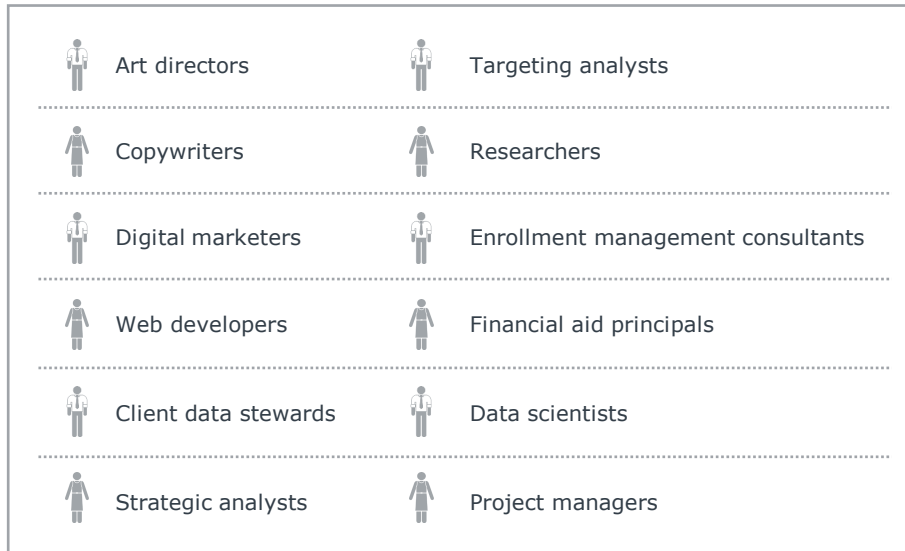 Art directors
Targeting analysts
Copywriters
Researchers
Digital marketers
Enrollment management consultants
Web developers
Financial aid principals
Client data stewards
Data scientists
Strategic analysts
Project managers